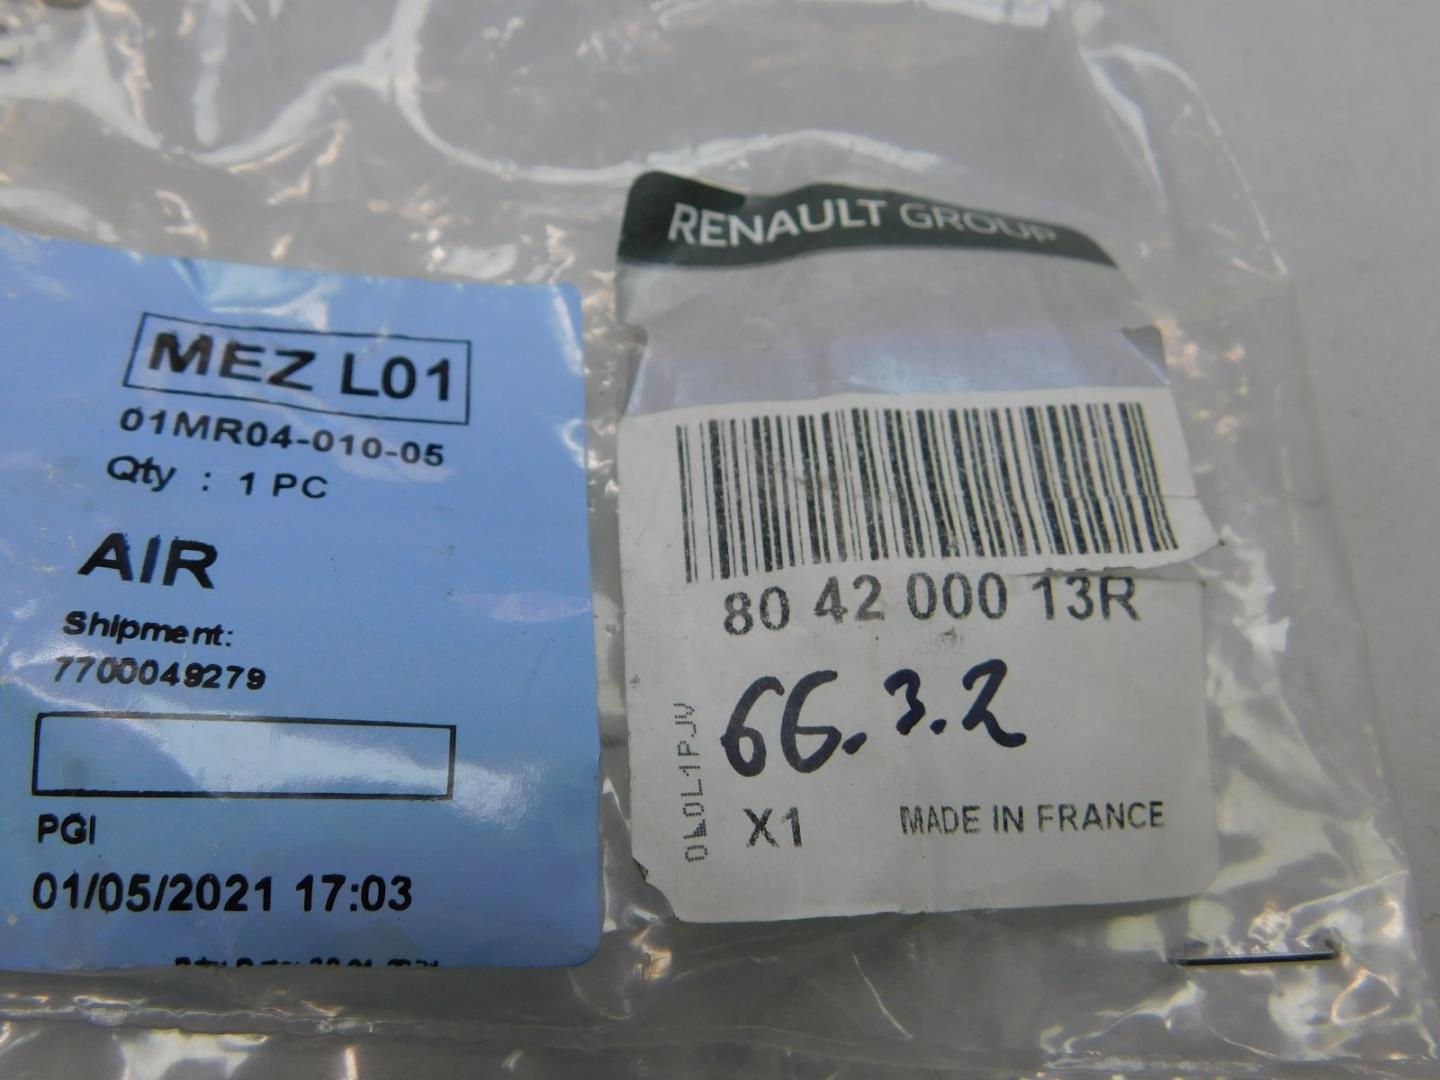 MEZ L01
01MR04-010-05
Qty : 1 PC
AIR
Shipment:
7700049279
PGI
01/05/2021 17:03
RENAULT GROUP
80 42 000 13R
66.3.2
X1
MADE IN FRANCE